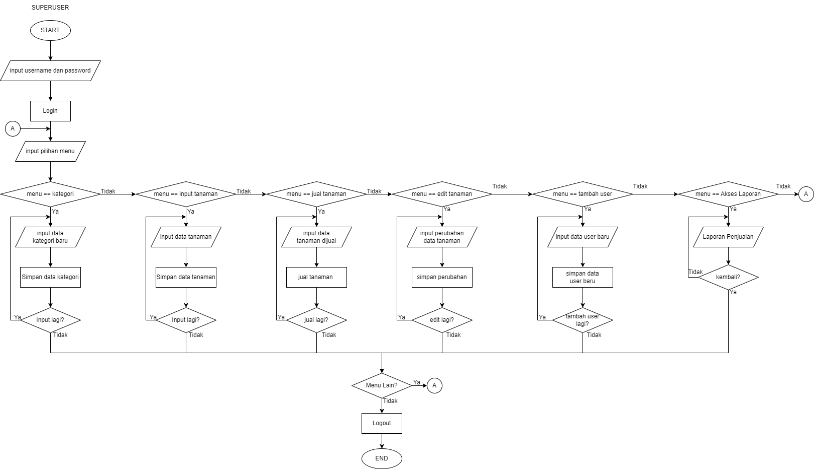 SUPERUSER
START
input username dan password
Login
A
input pilihan menu
menu == kategori
Tidak
menu == input tanaman
Tidak
menu == jual tanaman
Tidak
menu == edit tanaman
Tidak
menu == tambah user
Tidak
menu == Akses Laporan
Tidak
A
Ya
Ya
Ya
Ya
Ya
Ya
input data
kategori baru
input data tanaman
input data
tanaman dijual
input perubahan
data tanaman
input data user baru
Laporan Penjualan
Simpan data kategori
Simpan data tanaman
jual tanaman
simpan perubahan
simpan data
user baru
Tidak
kembali?
Ya
Ya
input lagi?
Tidak
Ya
input lagi?
Tidak
Ya
jual lagi?
Tidak
Ya
edit lagi?
Tidak
Ya
tambah user
lagi?
Tidak
Menu Lain?
Ya
A
Tidak
Logout
END